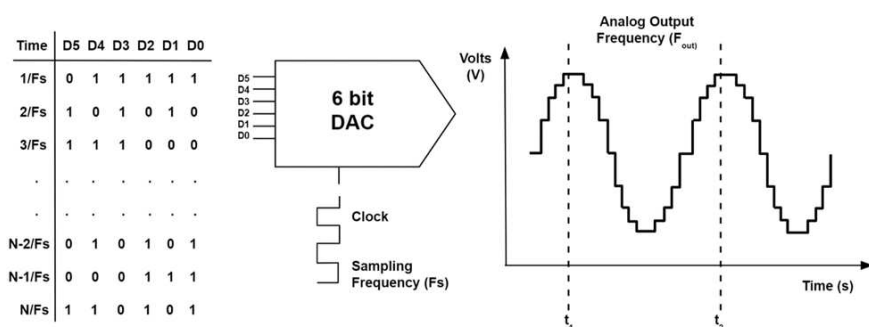 Time D5 D4 D3 D2 D1 D0
1/Fs 0 1 1 1 1 1
2/Fs 1 0 1 0 1 0
3/Fs 1 1 1 0 0 0
. . . . . . .
. . . . . . .
N-2/Fs 0 1 0 1 0 1
N-1/Fs 0 0 0 1 1 1
N/Fs 1 1 0 1 0 1
D5
D4
D3
D2
D1
D0
6 bit
DAC
Clock
Sampling
Frequency (Fs)
Analog Output
Frequency (Fout)
Volts
(V)
Time (s)